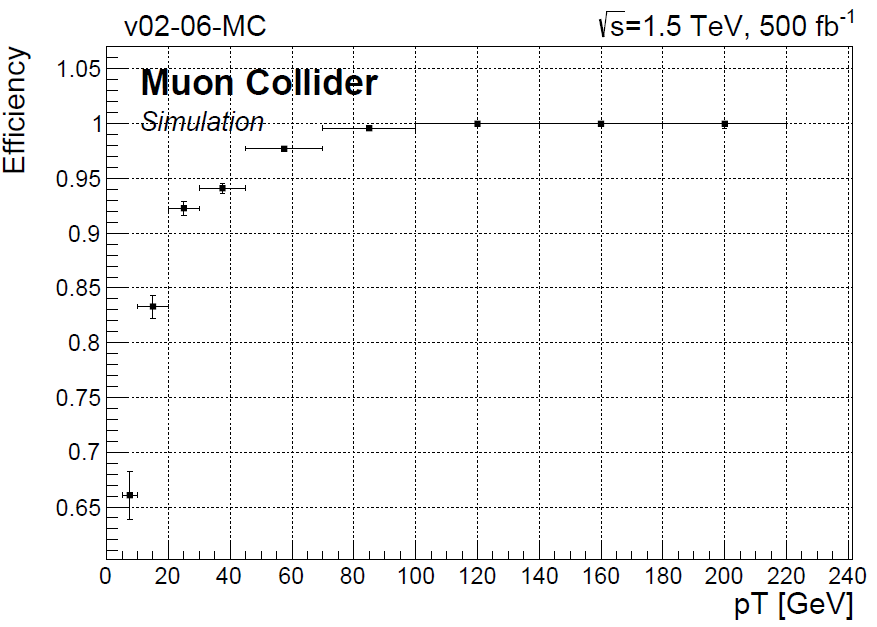 v02-06-MC
√s=1.5 TeV, 500 fb⁻¹
Efficiency
Muon Collider
Simulation
1.05
1
0.95
0.9
0.85
0.8
0.75
0.7
0.65
0 20 40 60 80 100 120 140 160 180 200 220 240
pT [GeV]